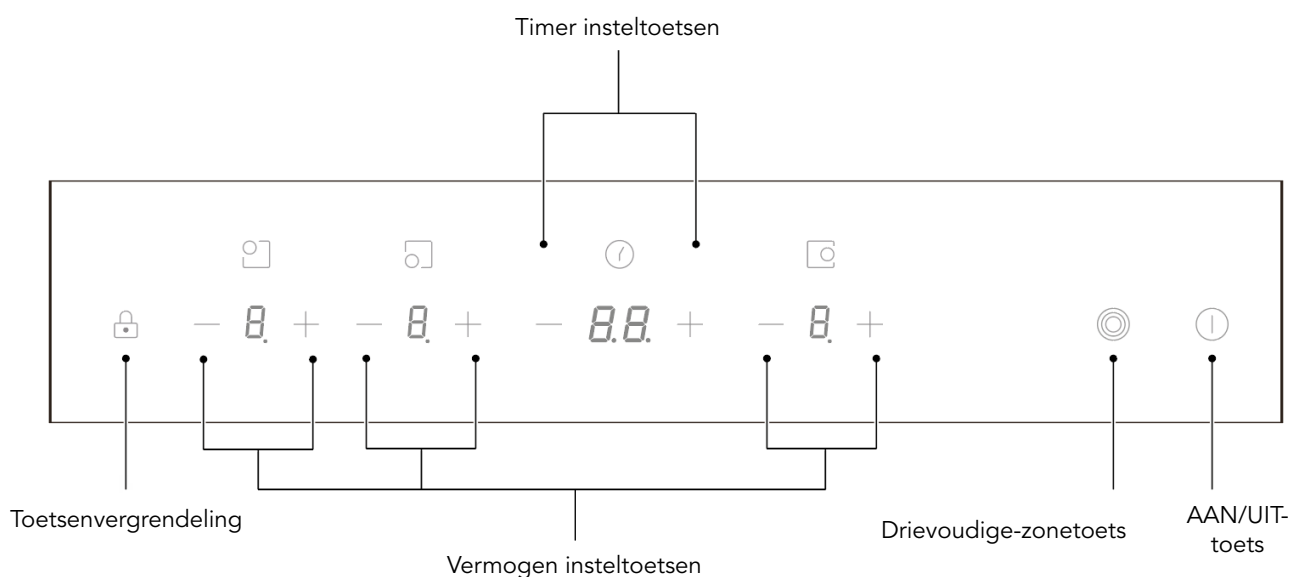 Timer insteltoetsen
8. 8. 8.8. 8.
Toetsenvergrendeling
Drievoudige-zonetoets
AAN/UIT-
toets
Vermogen insteltoetsen